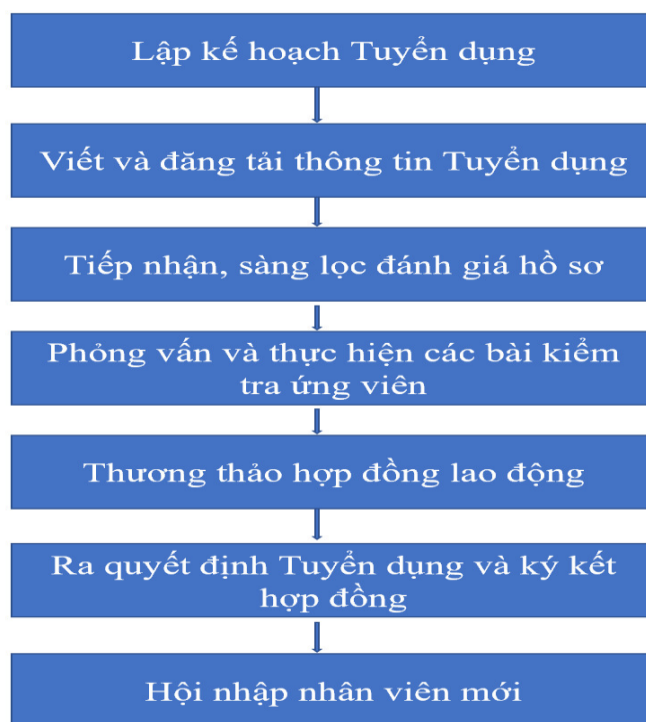 Lập kế hoạch Tuyển dụng
Viết và đăng tải thông tin Tuyển dụng
Tiếp nhận, sàng lọc đánh giá hồ sơ
Phỏng vấn và thực hiện các bài kiểm
tra ứng viên
Thương thảo hợp đồng lao động
Ra quyết định Tuyển dụng và ký kết
hợp đồng
Hội nhập nhân viên mới